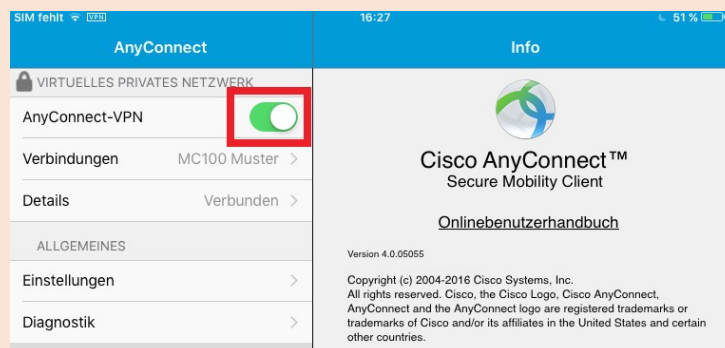 SIM fehlt VPN 16:27 51 %
AnyConnect
VIRTUELLES PRIVATES NETZWERK
AnyConnect-VPN
Verbindungen MC100 Muster
Details Verbunden
ALLGEMEINES
Einstellungen
Diagnostik
Info
Cisco AnyConnect™
Secure Mobility Client
Onlinebenutzerhandbuch
Version 4.0.05055
Copyright (c) 2004-2016 Cisco Systems, Inc.
All rights reserved. Cisco, the Cisco Logo, Cisco AnyConnect,
AnyConnect and the AnyConnect logo are registered trademarks or
trademarks of Cisco and/or its affiliates in the United States and certain
other countries.